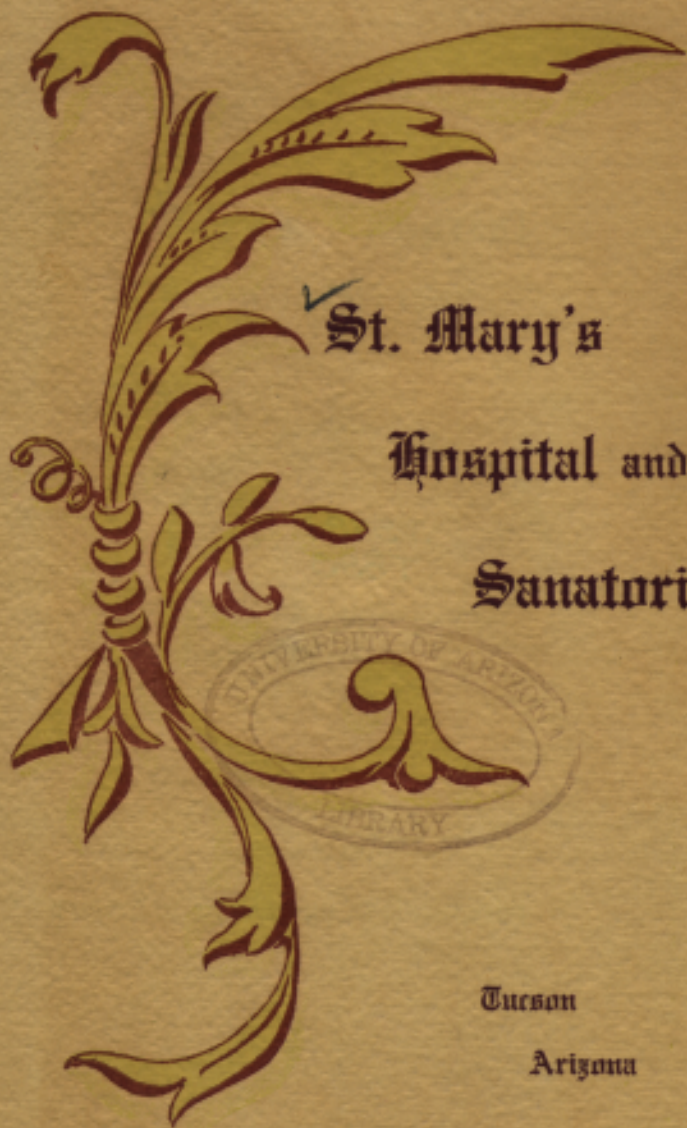 St. Mary's
Hospital and
Sanatori
UNIVERSITY OF ARIZONA
LIBRARY
Tucson
Arizona